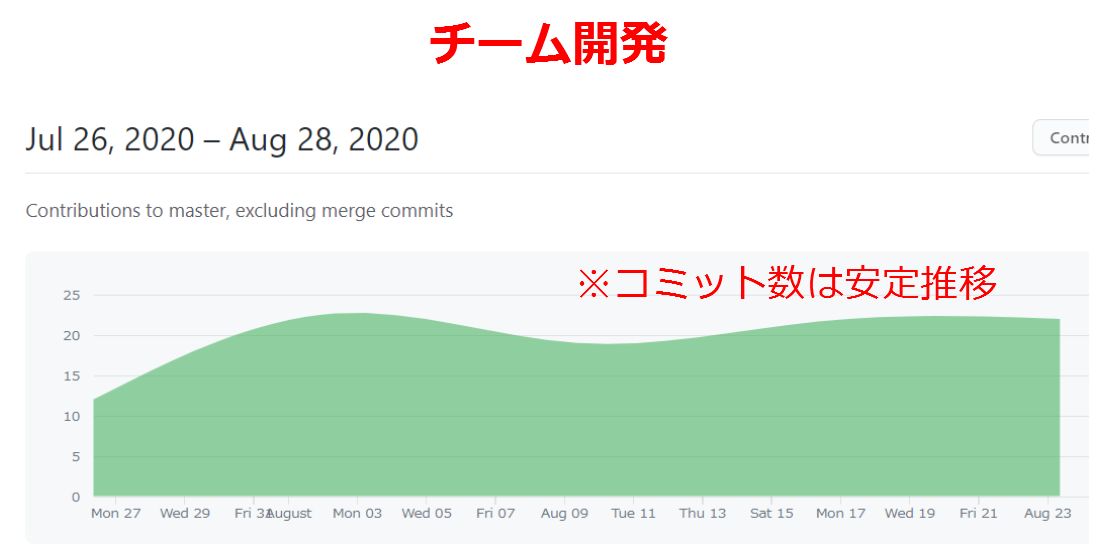 チーム開発
Jul 26, 2020 – Aug 28, 2020
Contributions to master, excluding merge commits
※コミット数は安定推移
25
20
15
10
5
0
Mon 27 Wed 29 Fri 31 August Mon 03 Wed 05 Fri 07 Aug 09 Tue 11 Thu 13 Sat 15 Mon 17 Wed 19 Fri 21 Aug 23